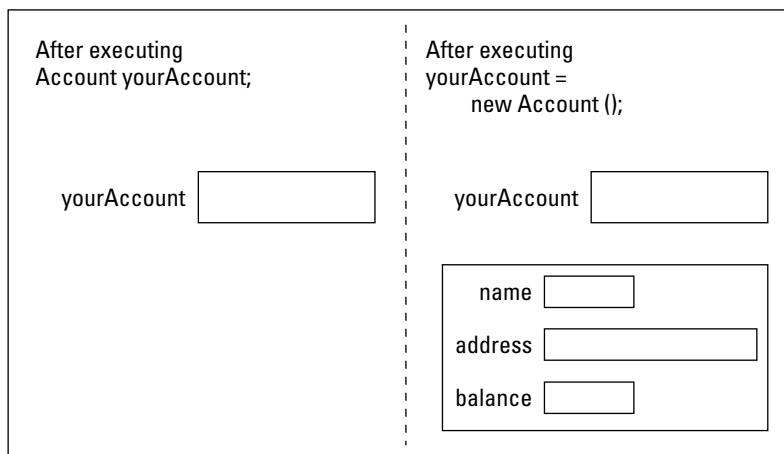 After executing
Account yourAccount;
yourAccount
After executing
yourAccount =
new Account ();
yourAccount
name
address
balance